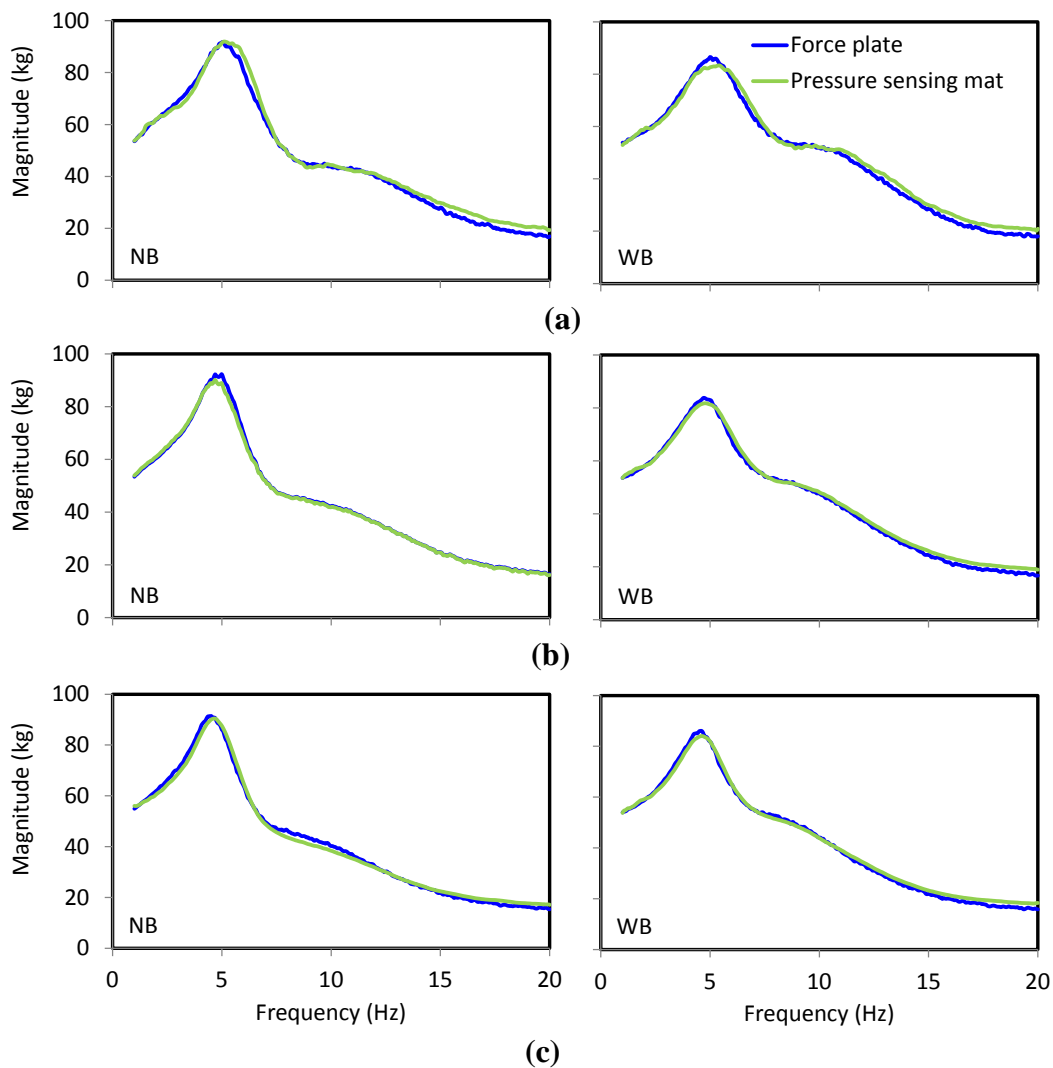 100
80
60
40
20
0
Magnitude (kg)
NB
Force plate
Pressure sensing mat
WB
(a)
100
80
60
40
20
0
Magnitude (kg)
NB
WB
(b)
100
80
60
40
20
0
Magnitude (kg)
NB
WB
0 5 10 15 20
0 5 10 15 20
Frequency (Hz)
Frequency (Hz)
(c)